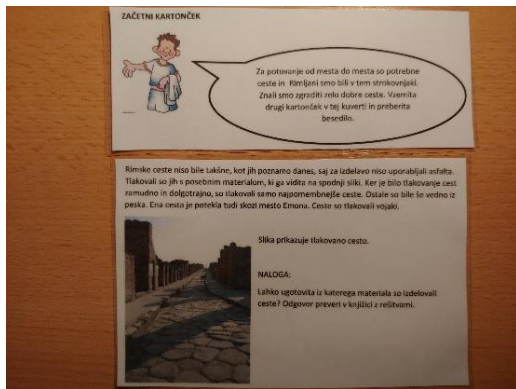 ZAČETNI KARTONČEK
Za potovanje od mesta do mesta so potrebne
ceste in Rimljani smo bili v tem strokovnjaki.
Znali smo zgraditi zelo dobre ceste. Vzemita
drugi kartonček v tej kuverti in preberita
besedilo.
Rimske ceste niso bile takšne, kot jih poznamo danes, saj za izdelavo niso uporabljali asfalta.
Tlakovali so jih s posebnim materialom, ki ga vidita na spodnji sliki. Ker je bilo tlakovanje cest
zamudno in dolgotrajno, so tlakovali samo najpomembnejše ceste. Ostale so bile še vedno iz
peska. Ena cesta je potekla tudi skozi mesto Emona. Ceste so tlakovali vojaki.
Slika prikazuje tlakovano cesto.
NALOGA:
Lahko ugotovita iz katerega materiala so izdelovali
ceste? Odgovor preveri v knjižici z rešitvami.